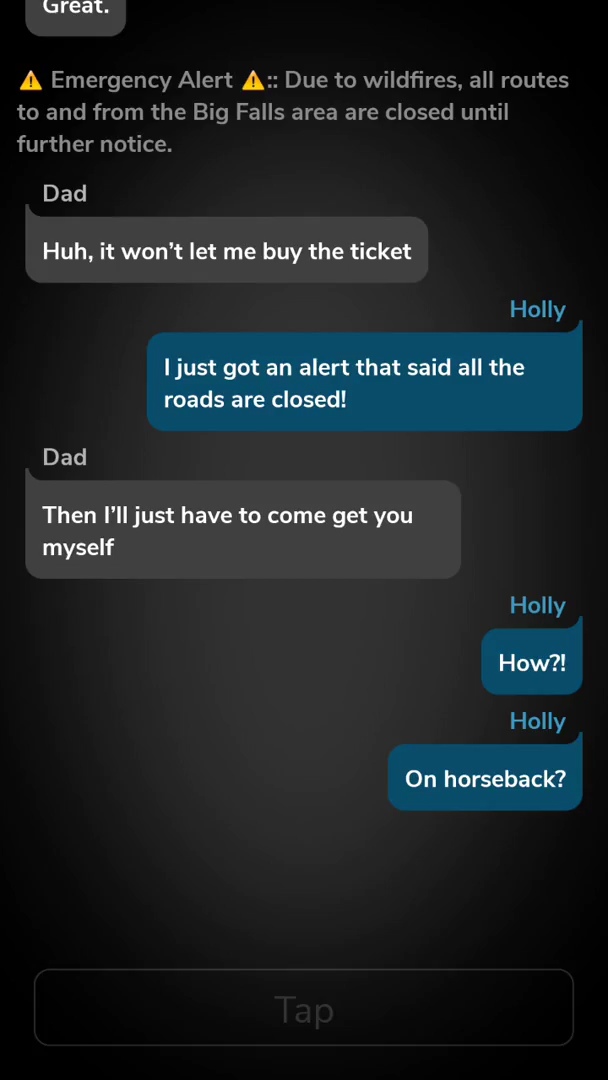 Great.
⚠️ Emergency Alert ⚠️:: Due to wildfires, all routes
to and from the Big Falls area are closed until
further notice.
Dad
Huh, it won’t let me buy the ticket
Holly
I just got an alert that said all the
roads are closed!
Dad
Then I’ll just have to come get you
myself
Holly
How?!
Holly
On horseback?
Tap